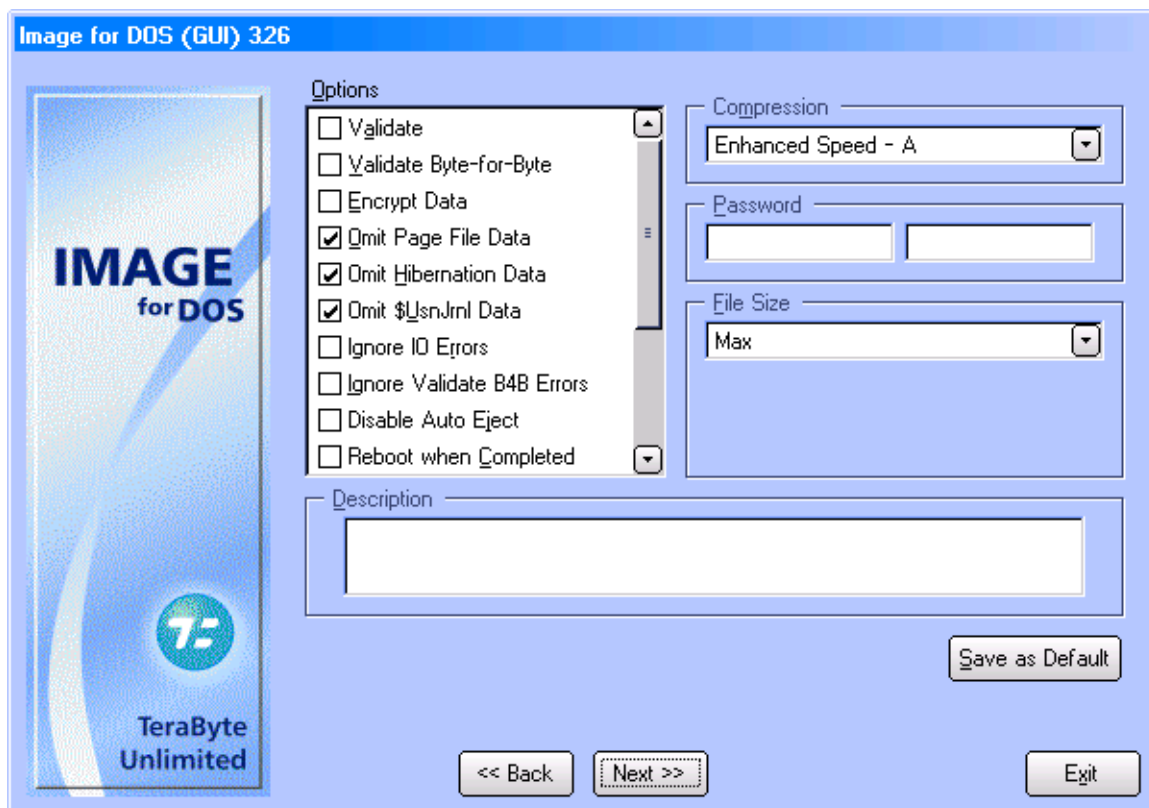 Image for DOS (GUI) 3.26
IMAGE
for DOS
TeraByte
Unlimited
Options
Validate
Validate Byte-for-Byte
Encrypt Data
Omit Page File Data
Omit Hibernation Data
Omit $UsnJrnl Data
Ignore IO Errors
Ignore Validate B4B Errors
Disable Auto Eject
Reboot when Completed
Compression
Enhanced Speed - A
Password
File Size
Max
Description
Save as Default
<< Back
Next >>
Exit